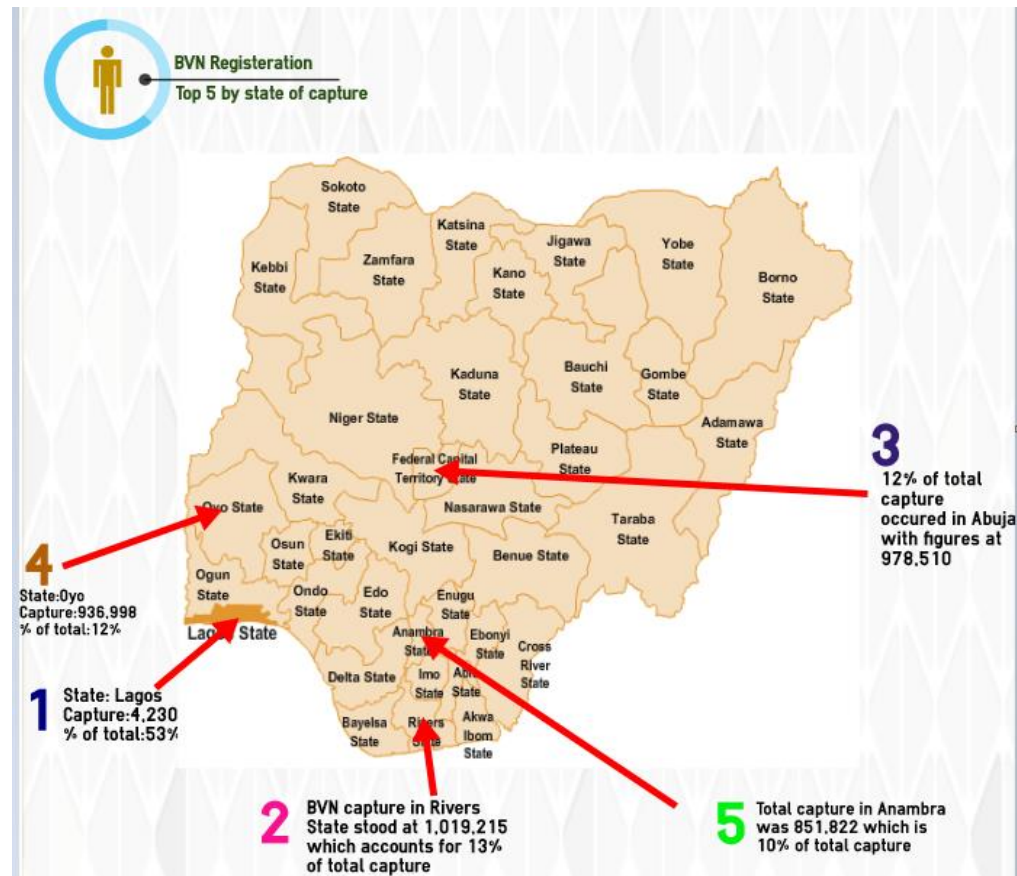 BVN Registeration
Top 5 by state of capture
Sokoto
State
Katsina
State
Jigawa
State
Yobe
State
Kebbi
State
Zamfara
State
Kano
State
Borno
State
Kaduna
State
Bauchi
State
Gombe
State
Niger State
Adamawa
State
Plateau
State
Federal Capital
Territory State
Kwara
State
Nasarawa State
Oyo State
Taraba
State
Osun
State
Ekiti
State
Kogi State
Benue State
Ogun
State
Ondo
State
Edo
State
Enugu
State
Lagos State
Anambra
State
Ebonyi
State
Cross
River
State
Delta State
Imo
State
State
Bayelsa
State
Rivers
State
Akwa
Ibom
State
3
12% of total
capture
occured in Abuja
with figures at
978,510
4
State:Oyo
Capture:936,998
% of total:12%
1
State: Lagos
Capture:4,230
% of total:53%
2
BVN capture in Rivers
State stood at 1,019,215
which accounts for 13%
of total capture
5
Total capture in Anambra
was 851,822 which is
10% of total capture